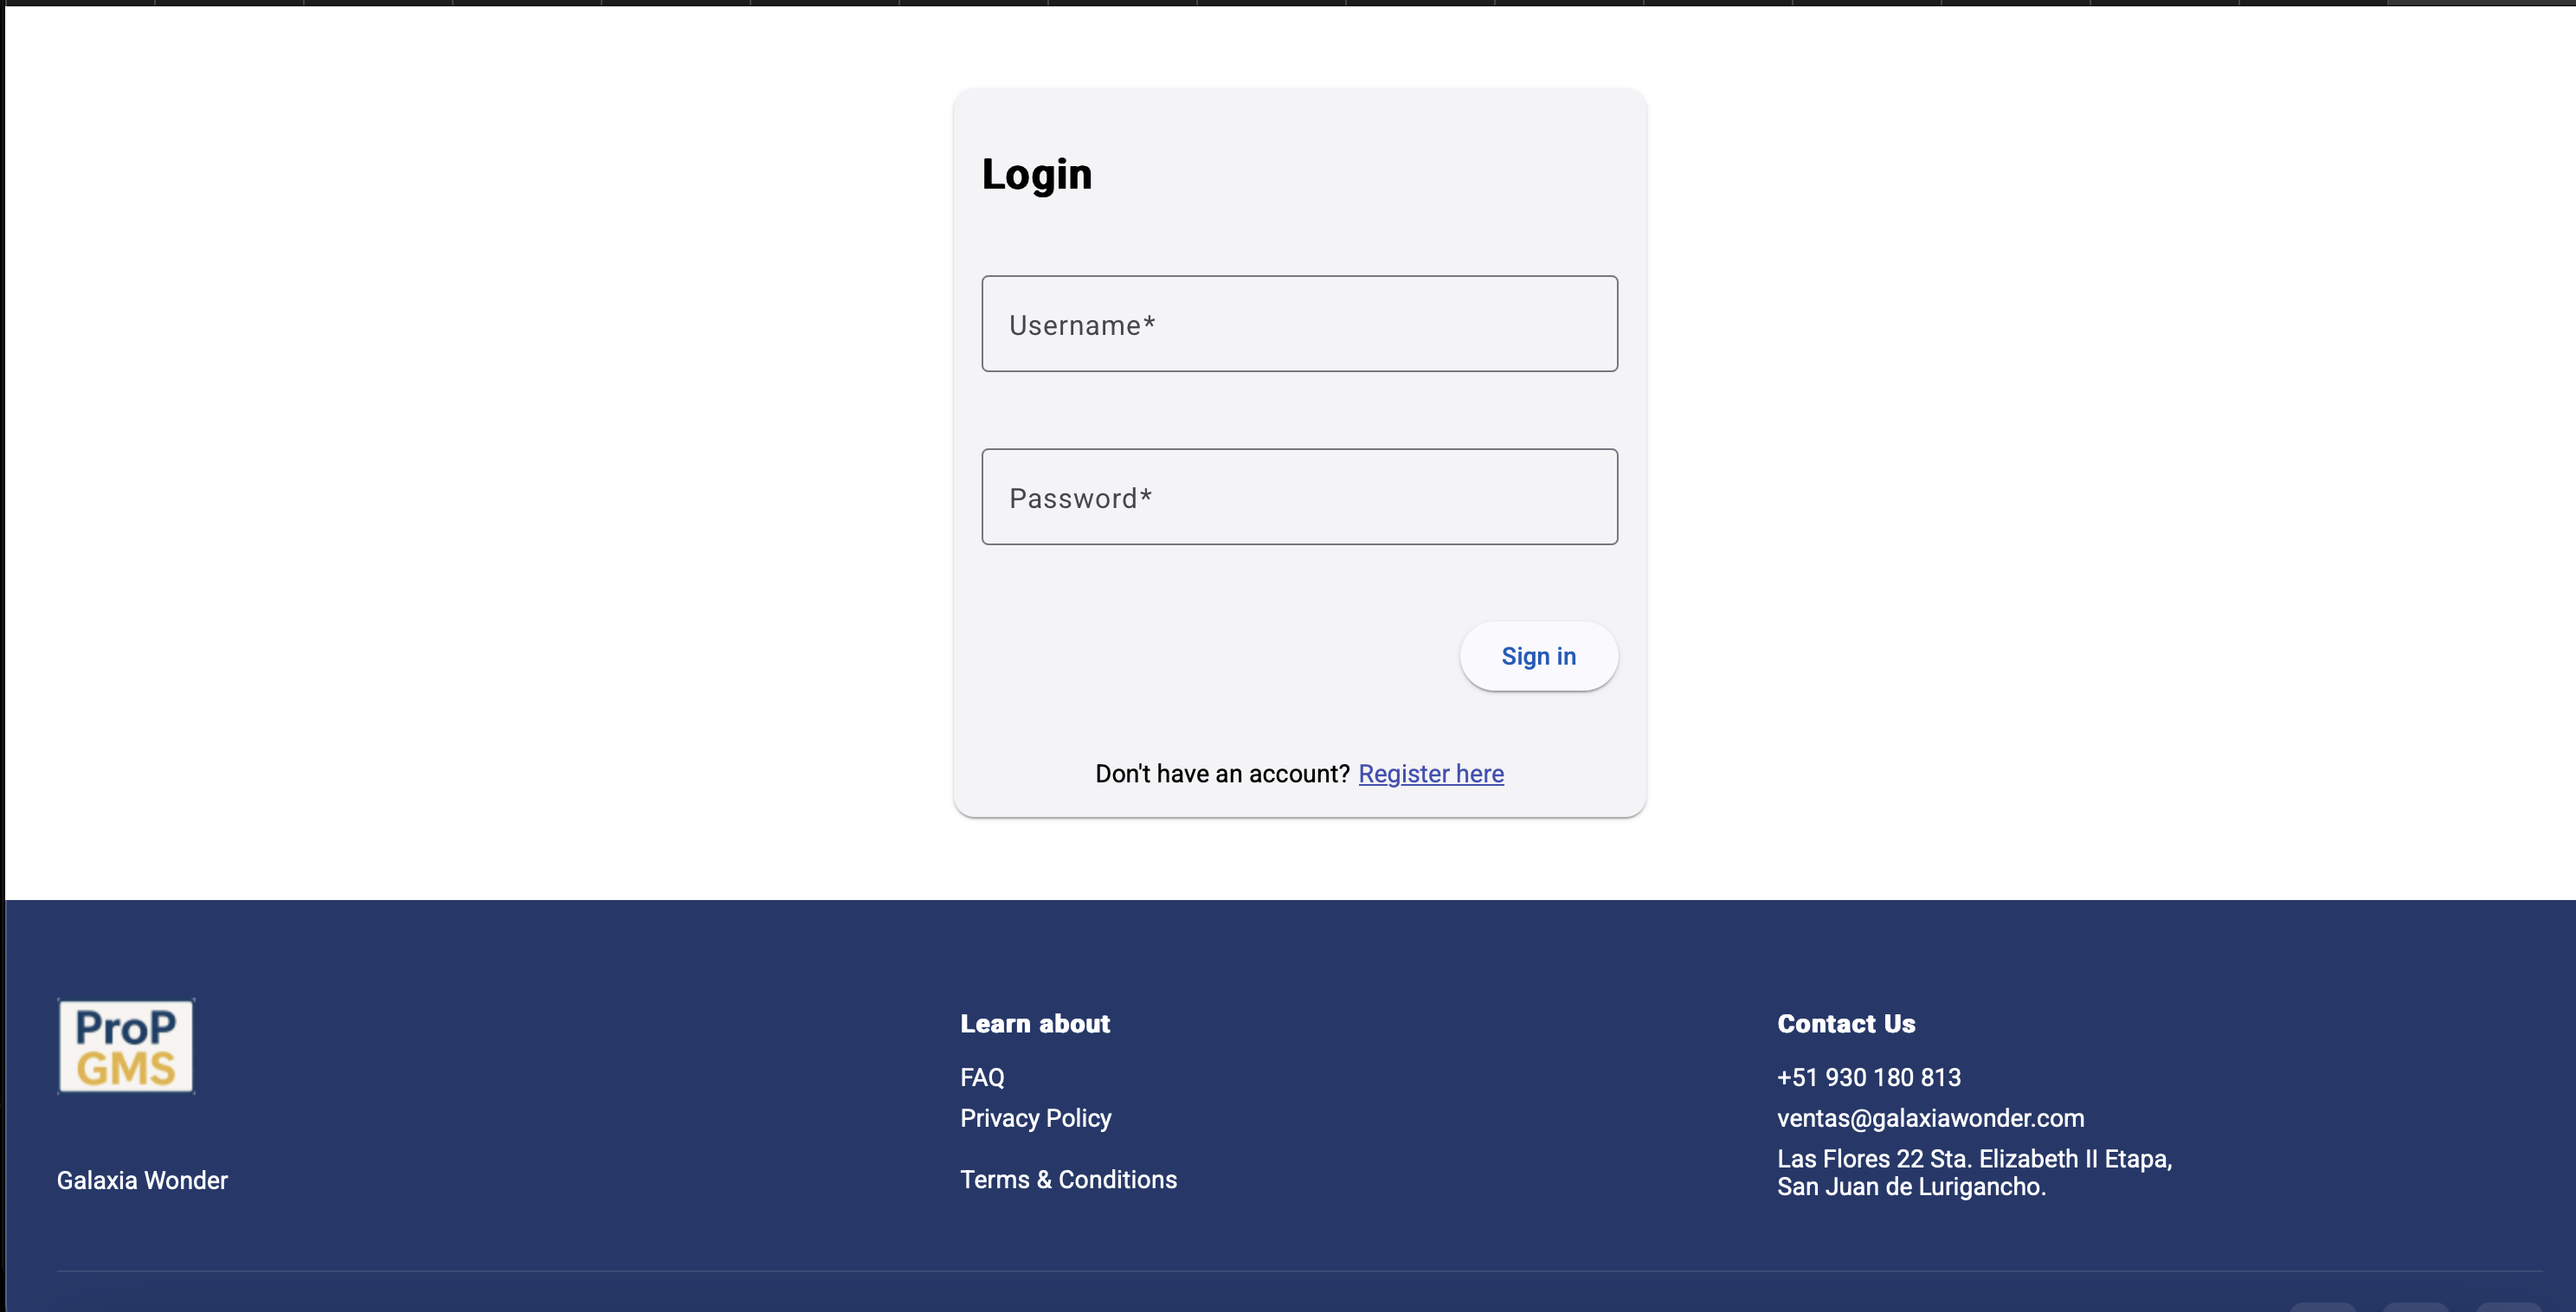 Login
Username*
Password*
Sign in
Don't have an account? Register here
ProP
GMS
Galaxia Wonder
Learn about
FAQ
Privacy Policy
Terms & Conditions
Contact Us
+51 930 180 813
ventas@galaxiawonder.com
Las Flores 22 Sta. Elizabeth II Etapa,
San Juan de Lurigancho.